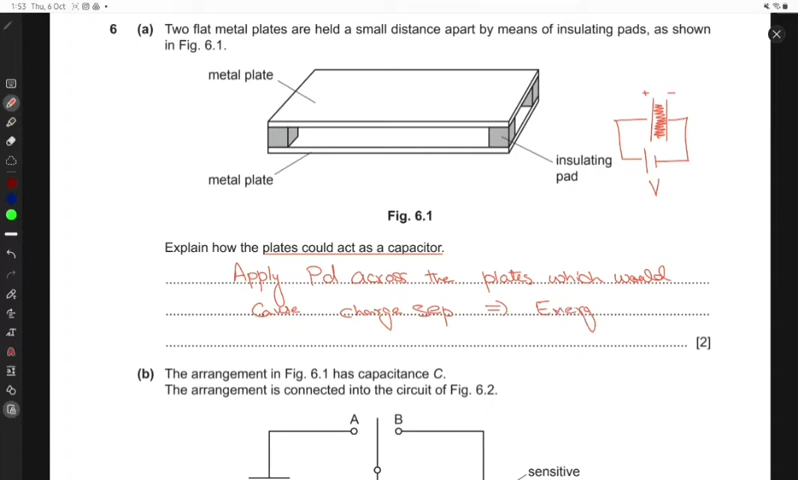 1:53 Thu, 6 Oct
6 (a) Two flat metal plates are held a small distance apart by means of insulating pads, as shown
in Fig. 6.1.
metal plate
+ −
insulating
pad
metal plate
V
Fig. 6.1
Explain how the plates could act as a capacitor.
Apply Pd across the plates which would
Cause charge sep ⇒ Energ
[2]
(b) The arrangement in Fig. 6.1 has capacitance C.
The arrangement is connected into the circuit of Fig. 6.2.
A B
sensitive